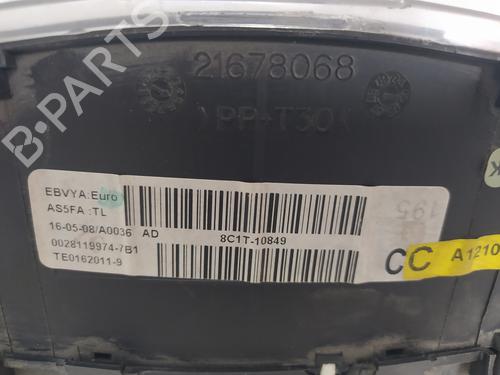 21678068
>PP-T30<
EBVYA:Euro
AS5FA :TL
16-05-08/A0036 AD
8C1T-10849
0028119974-7B1
TE0162011-9
195
CC
A1210
K